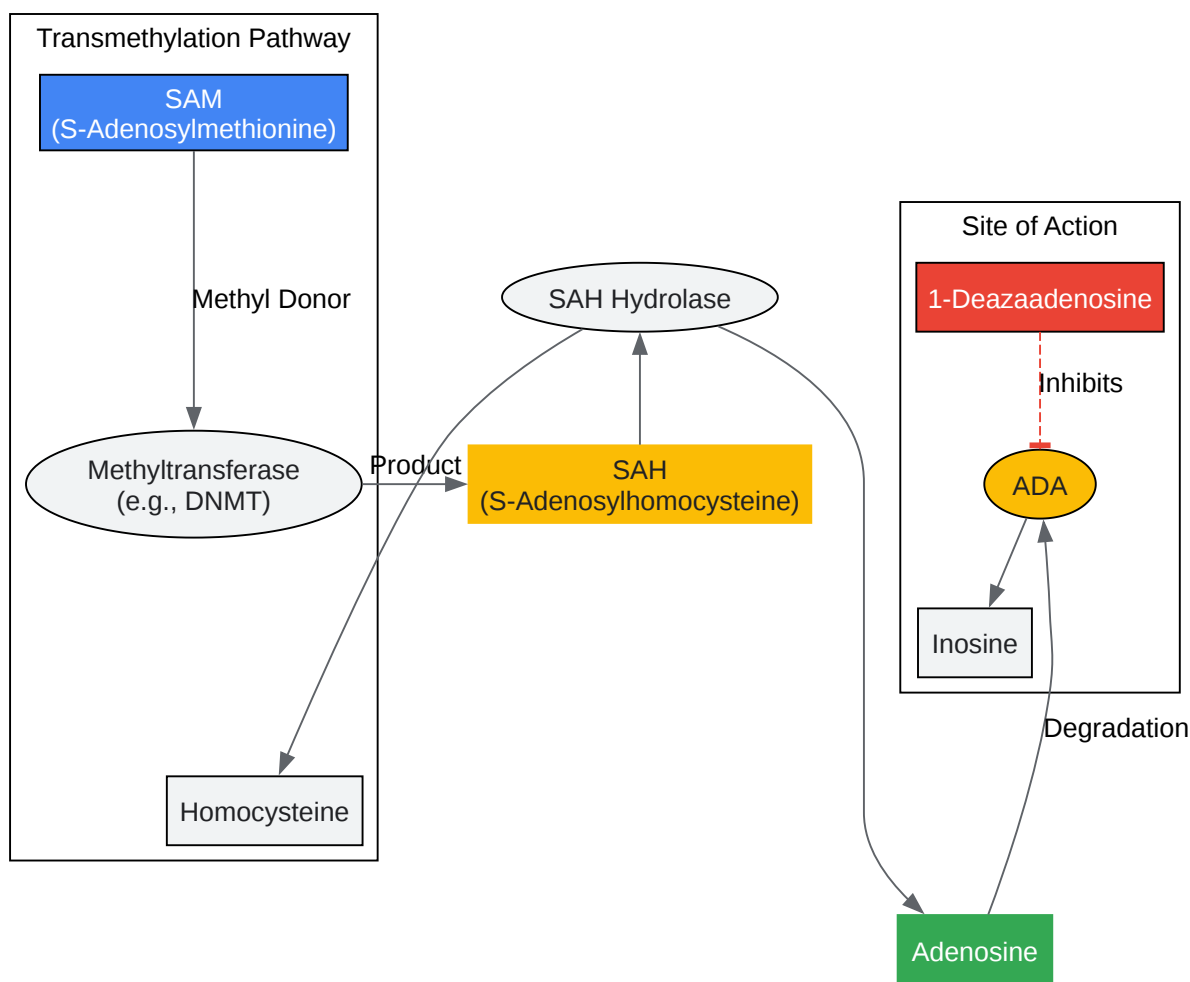 Transmethylation Pathway
SAM
(S-Adenosylmethionine)
Methyl Donor
Methyltransferase
(e.g., DNMT)
Product
Homocysteine
SAH Hydrolase
SAH
(S-Adenosylhomocysteine)
Site of Action
1-Deazaadenosine
Inhibits
ADA
Inosine
Degradation
Adenosine